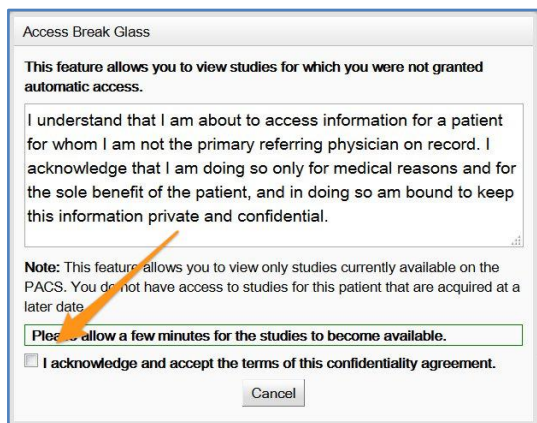 Access Break Glass
This feature allows you to view studies for which you were not granted
automatic access.
I understand that I am about to access information for a patient
for whom I am not the primary referring physician on record. I
acknowledge that I am doing so only for medical reasons and for
the sole benefit of the patient, and in doing so am bound to keep
this information private and confidential.
Note: This feature allows you to view only studies currently available on the
PACS. You do not have access to studies for this patient that are acquired at a
later date.
Please allow a few minutes for the studies to become available.
I acknowledge and accept the terms of this confidentiality agreement.
Cancel